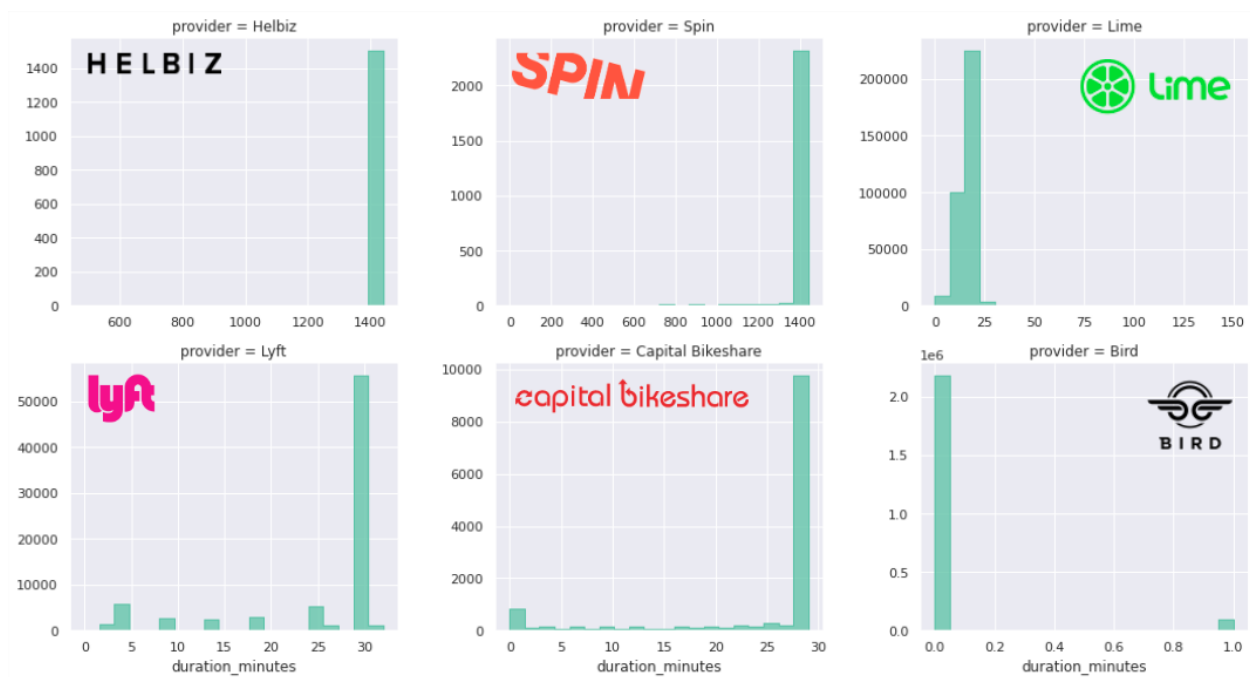 provider = Helbiz
HELBIZ
1400
1200
1000
800
600
400
200
0
600 800 1000 1200 1400
provider = Spin
SPIN
2000
1500
1000
500
0
0 200 400 600 800 1000 1200 1400
provider = Lime
Lime
200000
150000
100000
50000
0
0 25 50 75 100 125 150
provider = Lyft
lyft
50000
40000
30000
20000
10000
0
0 5 10 15 20 25 30
duration_minutes
provider = Capital Bikeshare
capital bikeshare
10000
8000
6000
4000
2000
0
0 5 10 15 20 25 30
duration_minutes
provider = Bird
1e6
BIRD
2.0
1.5
1.0
0.5
0.0
0.0 0.2 0.4 0.6 0.8 1.0
duration_minutes